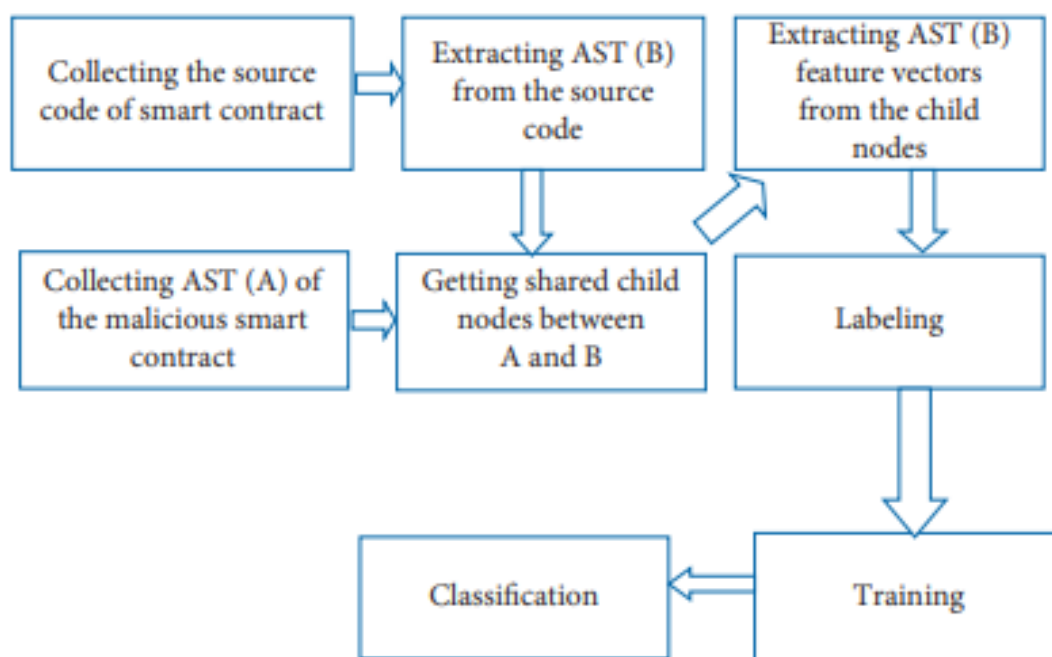 Collecting the source
code of smart contract
Extracting AST (B)
from the source
code
Extracting AST (B)
feature vectors
from the child
nodes
Collecting AST (A) of
the malicious smart
contract
Getting shared child
nodes between
A and B
Labeling
Classification
Training